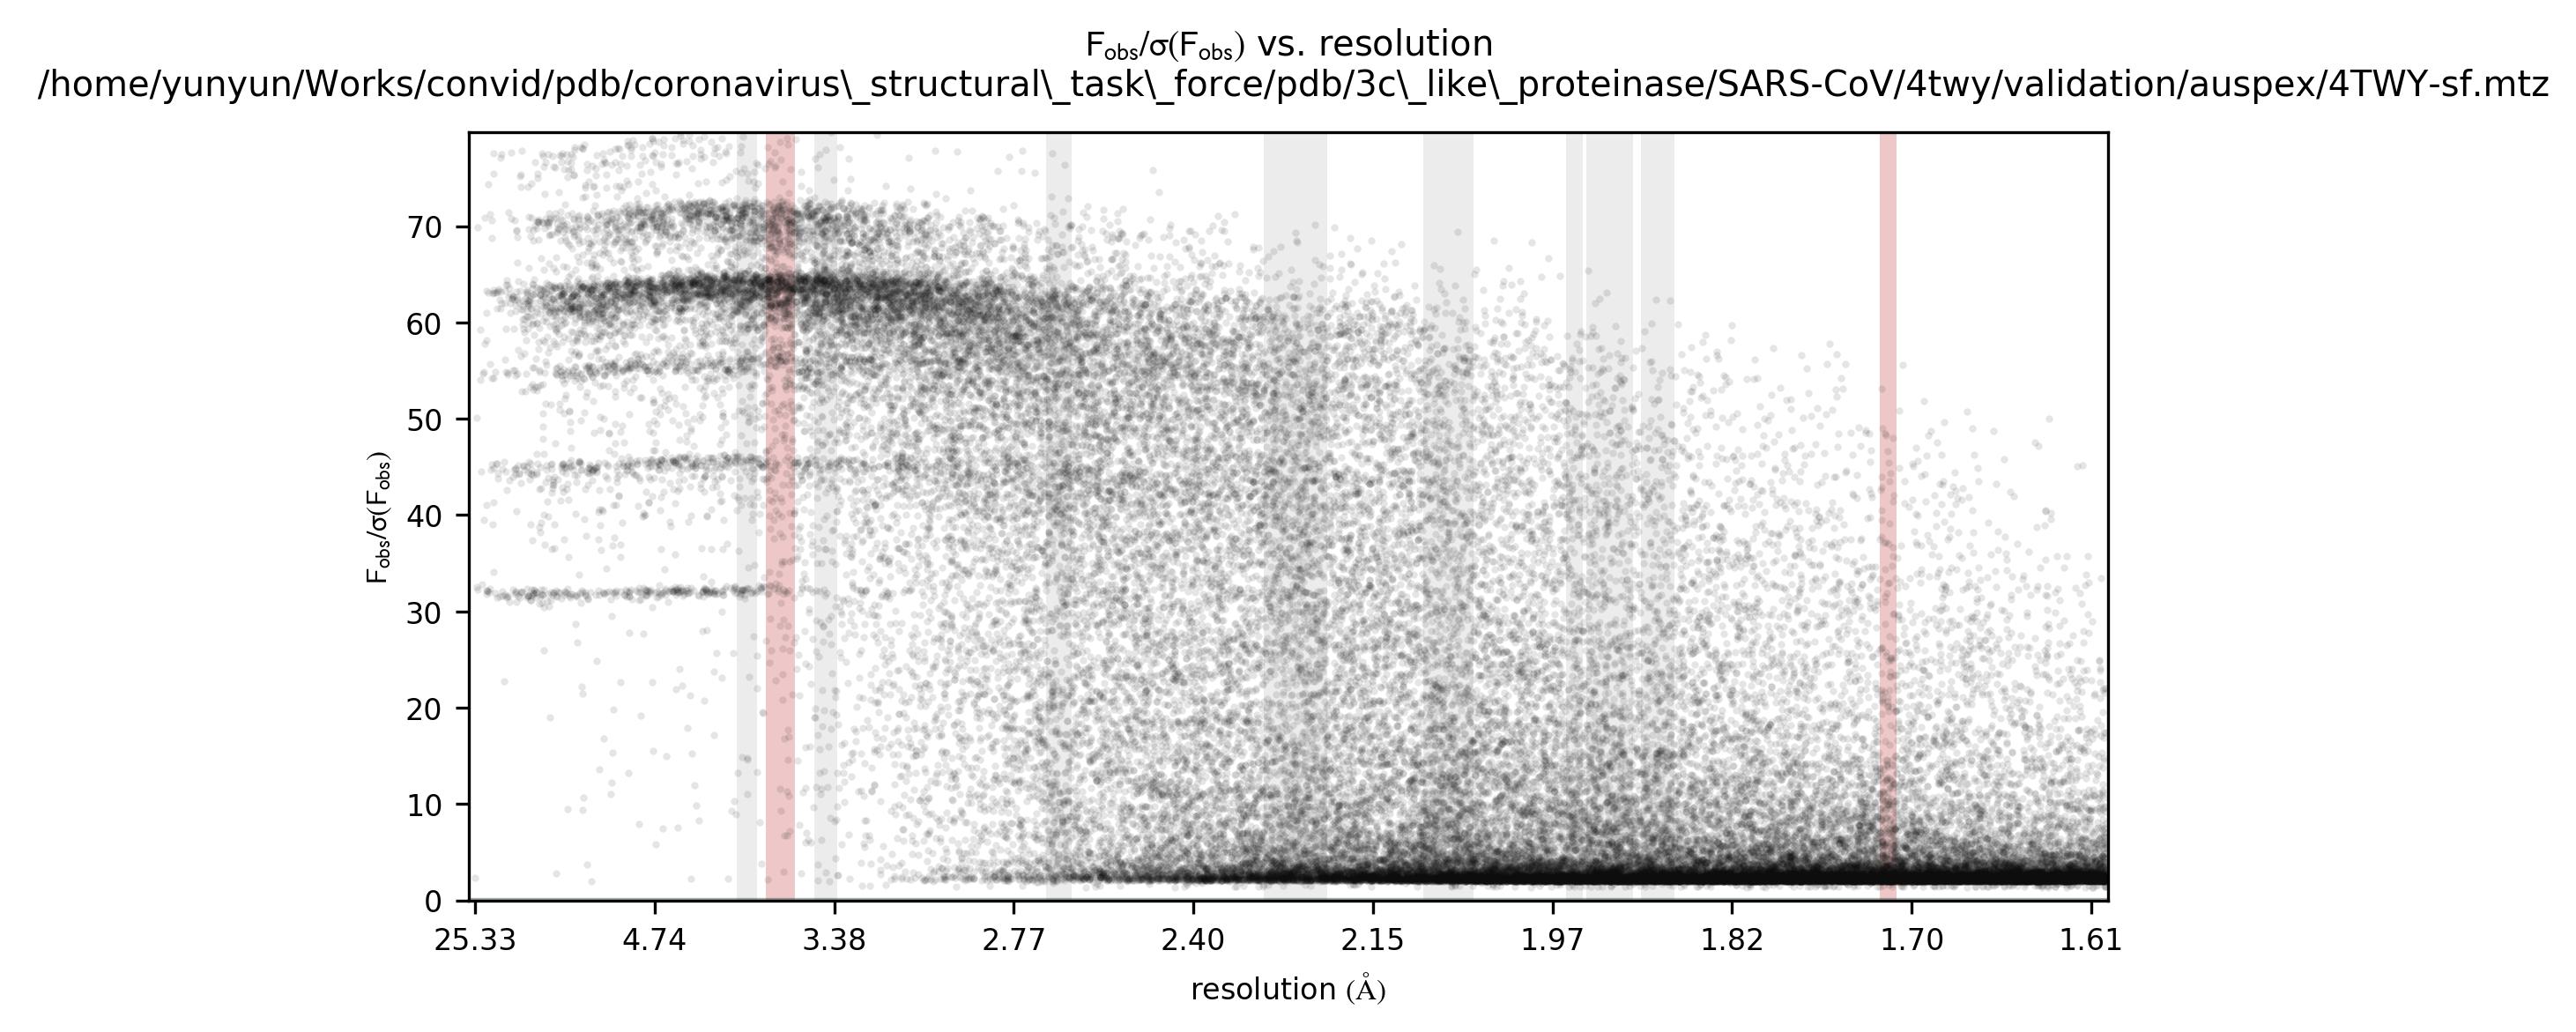 Fobs/σ(Fobs) vs. resolution
/home/yunyun/Works/convid/pdb/coronavirus\_structural\_task\_force/pdb/3c\_like\_proteinase/SARS-CoV/4twy/validation/auspex/4TWY-sf.mtz
Fobs/σ(Fobs)
70
60
50
40
30
20
10
0
25.33 4.74 3.38 2.77 2.40 2.15 1.97 1.82 1.70 1.61
resolution (Å)